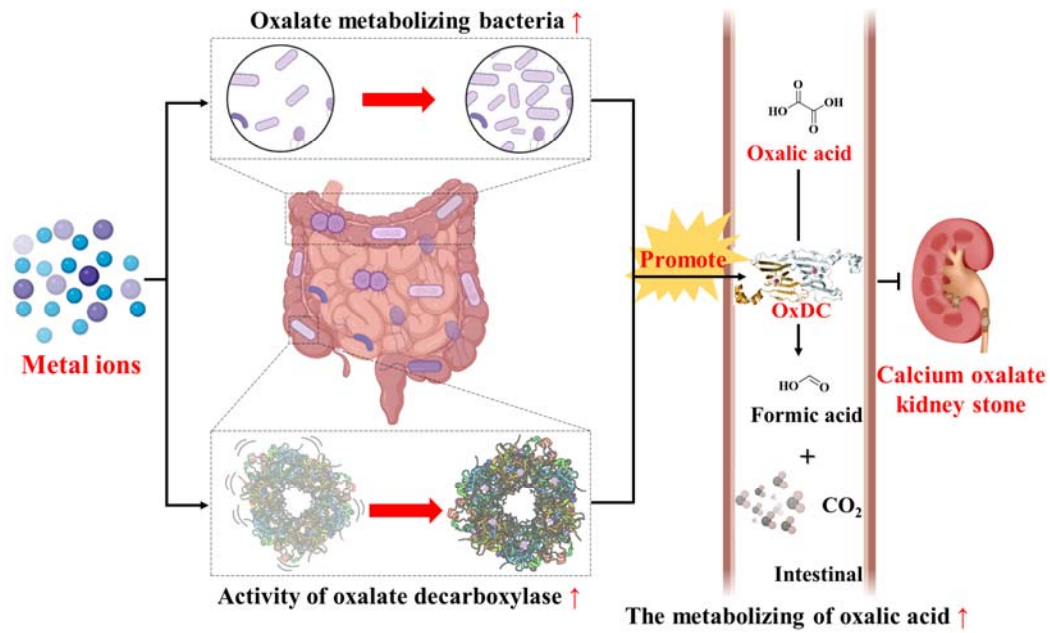 Oxalate metabolizing bacteria ↑
Metal ions
Activity of oxalate decarboxylase ↑
Promote
O
OH
HO
O
Oxalic acid
OxDC
HO
O
Formic acid
+
CO₂
Intestinal
The metabolizing of oxalic acid ↑
Calcium oxalate
kidney stone